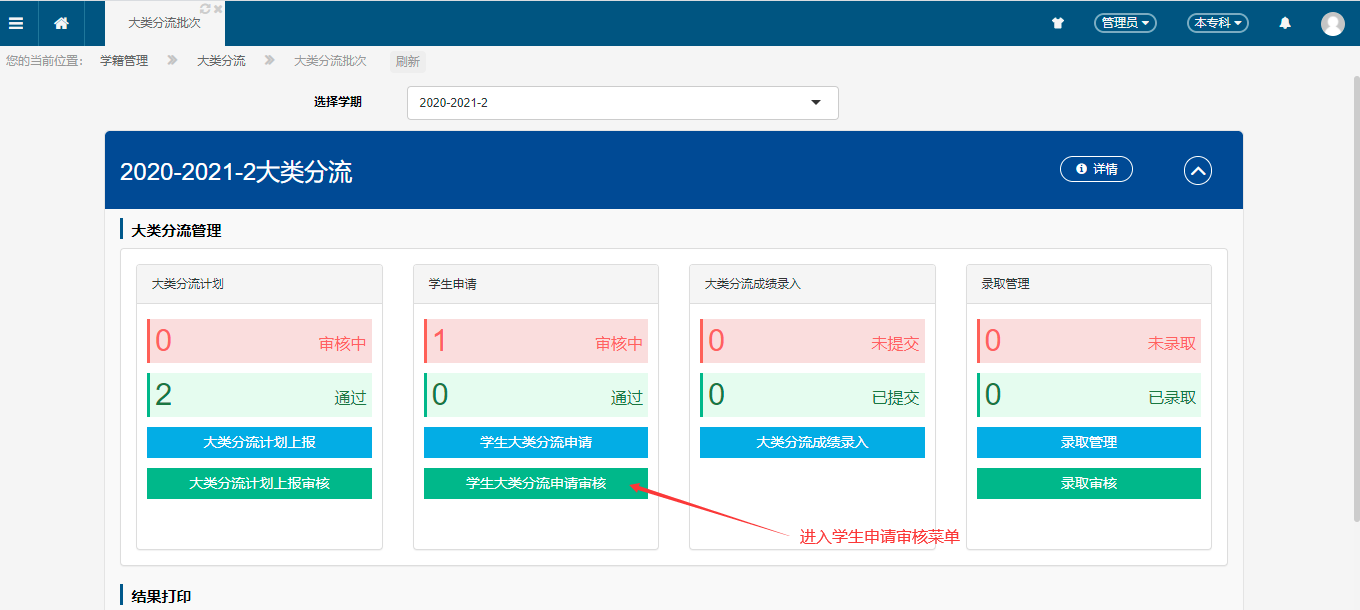 大类分流批次
管理员
本专科
您的当前位置: 学籍管理 大类分流 大类分流批次 刷新
选择学期 2020-2021-2
2020-2021-2大类分流
详情
大类分流管理
大类分流计划
0 审核中
2 通过
大类分流计划上报
大类分流计划上报审核
学生申请
1 审核中
0 通过
学生大类分流申请
学生大类分流申请审核
大类分流成绩录入
0 未提交
0 已提交
大类分流成绩录入
录取管理
0 未录取
0 已录取
录取管理
录取审核
进入学生申请审核菜单
结果打印